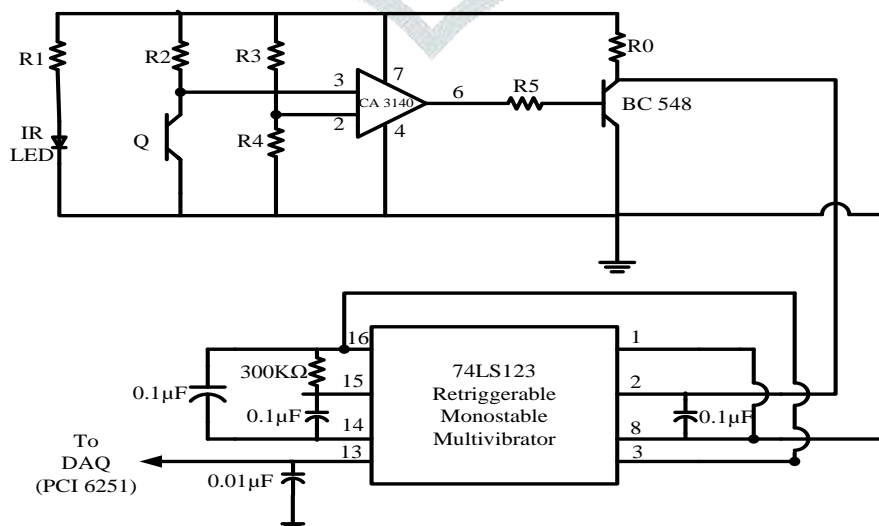 R1
R2
R3
R0
3
7
CA 3140
6
R5
BC 548
2
4
IR
LED
Q
R4
16
1
300KΩ
74LS123
Retriggerable
Monostable
Multivibrator
15
2
0.1µF
0.1µF
0.1µF
14
8
13
3
To
DAQ
(PCI 6251)
0.01µF